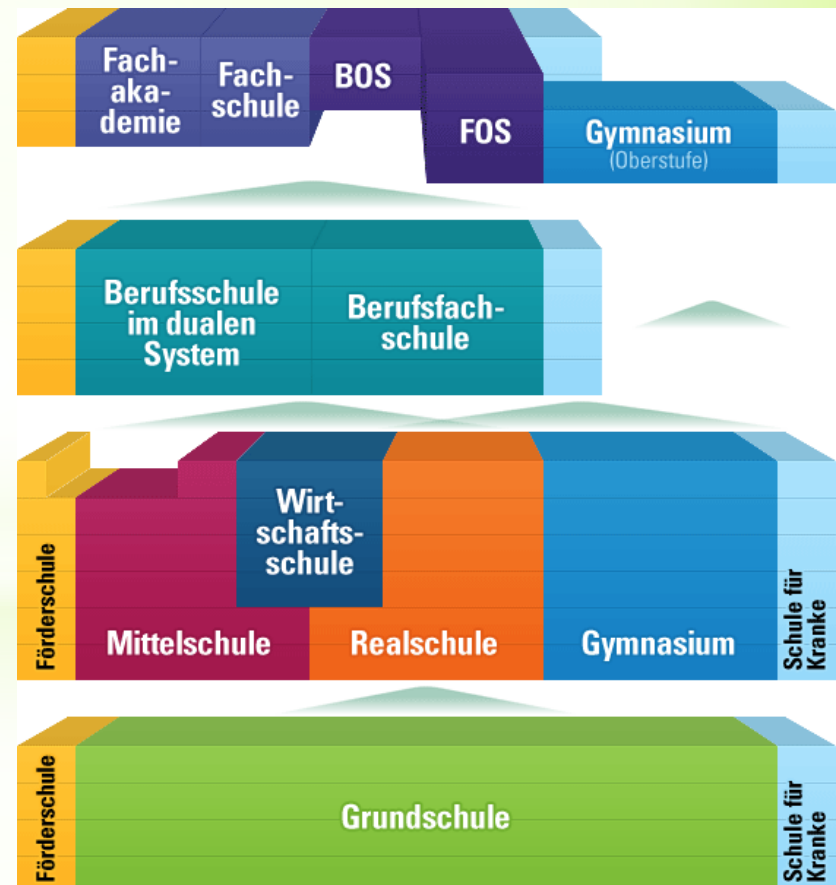 Fach-
aka-
demie
Fach-
schule
BOS
FOS
Gymnasium
(Oberstufe)
Berufsschule
im dualen
System
Berufsfach-
schule
Förderschule
Mittelschule
Wirt-
schafts-
schule
Realschule
Gymnasium
Schule für
Kranke
Förderschule
Grundschule
Schule für
Kranke